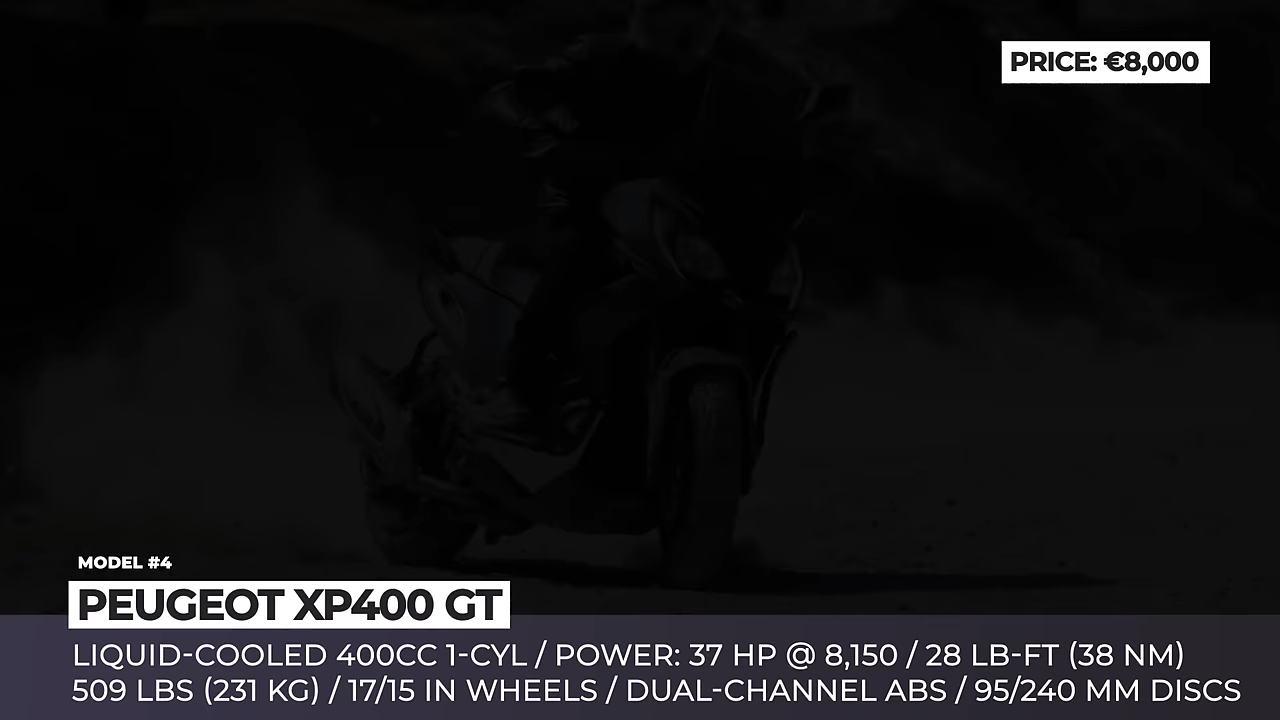 PRICE: €8,000
MODEL #4
PEUGEOT XP400 GT
LIQUID-COOLED 400CC 1-CYL / POWER: 37 HP @ 8,150 / 28 LB-FT (38 NM)
509 LBS (231 KG) / 17/15 IN WHEELS / DUAL-CHANNEL ABS / 95/240 MM DISCS